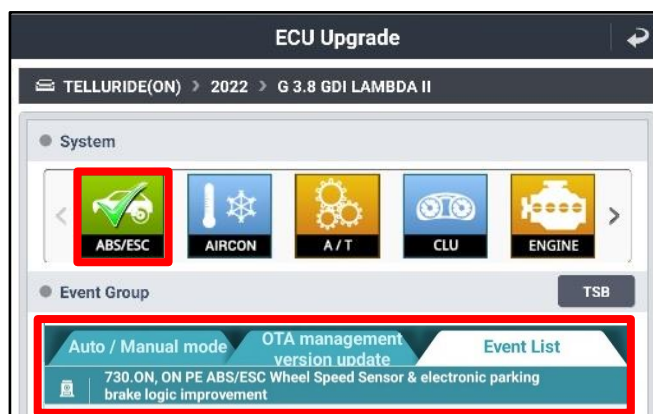 ECU Upgrade
TELLURIDE(ON) > 2022 > G 3.8 GDI LAMBDA II
System
ABS/ESC AIRCON A/T CLU ENGINE
Event Group TSB
Auto / Manual mode OTA management Event List
version update
730.ON, ON PE ABS/ESC Wheel Speed Sensor & electronic parking
brake logic improvement